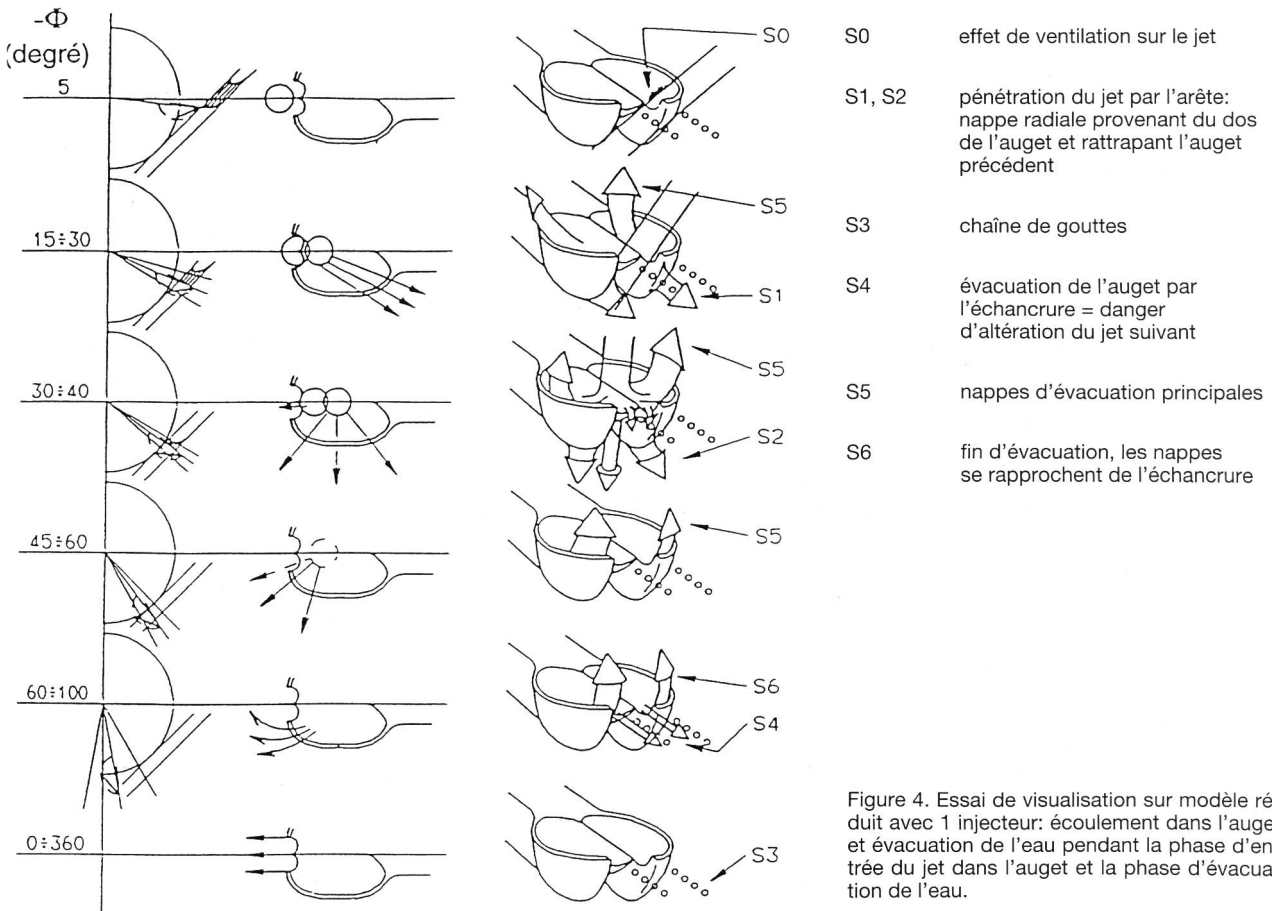 -Φ
(degré)
5
S0
15÷30
S5
S1
30÷40
S5
S2
45÷60
S5
60÷100
S6
S4
0÷360
S3
S0 effet de ventilation sur le jet
S1, S2 pénétration du jet par l'arête:
nappe radiale provenant du dos
de l'auget et rattrapant l'auget
précédent
S3 chaîne de gouttes
S4 évacuation de l'auget par
l'échancrure = danger
d'altération du jet suivant
S5 nappes d'évacuation principales
S6 fin d'évacuation, les nappes
se rapprochent de l'échancrure
Figure 4. Essai de visualisation sur modèle ré-
duit avec 1 injecteur: écoulement dans l'auge
et évacuation de l'eau pendant la phase d'en
trée du jet dans l'auget et la phase d'évacua
tion de l'eau.